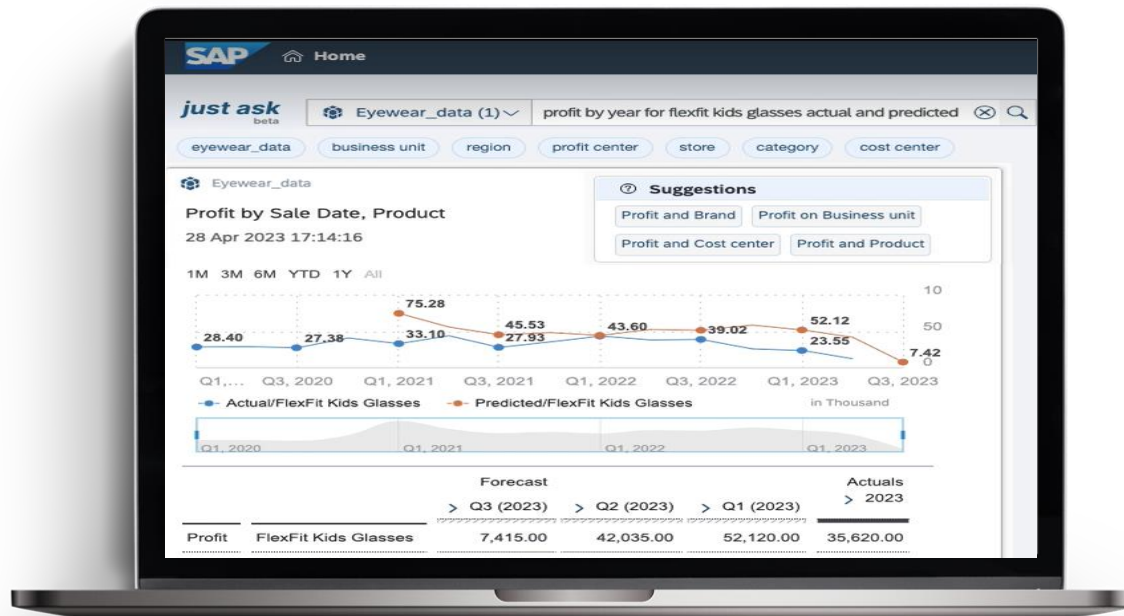 SAP Home
just ask beta Eyewear_data (1) profit by year for flexfit kids glasses actual and predicted
eyewear_data business unit region profit center store category cost center
Eyewear_data
Profit by Sale Date, Product
28 Apr 2023 17:14:16
Suggestions
Profit and Brand Profit on Business unit
Profit and Cost center Profit and Product
1M 3M 6M YTD 1Y All
10
75.28
28.40 27.38 33.10 45.53 27.93 43.60 39.02 52.12 23.55 50
7.42
0
Q1,... Q3, 2020 Q1, 2021 Q3, 2021 Q1, 2022 Q3, 2022 Q1, 2023 Q3, 2023
Actual/FlexFit Kids Glasses Predicted/FlexFit Kids Glasses in Thousand
Q1, 2020 Q1, 2021 Q1, 2022 Q1, 2023
Forecast Actuals
> Q3 (2023) > Q2 (2023) > Q1 (2023) > 2023
Profit FlexFit Kids Glasses 7,415.00 42,035.00 52,120.00 35,620.00